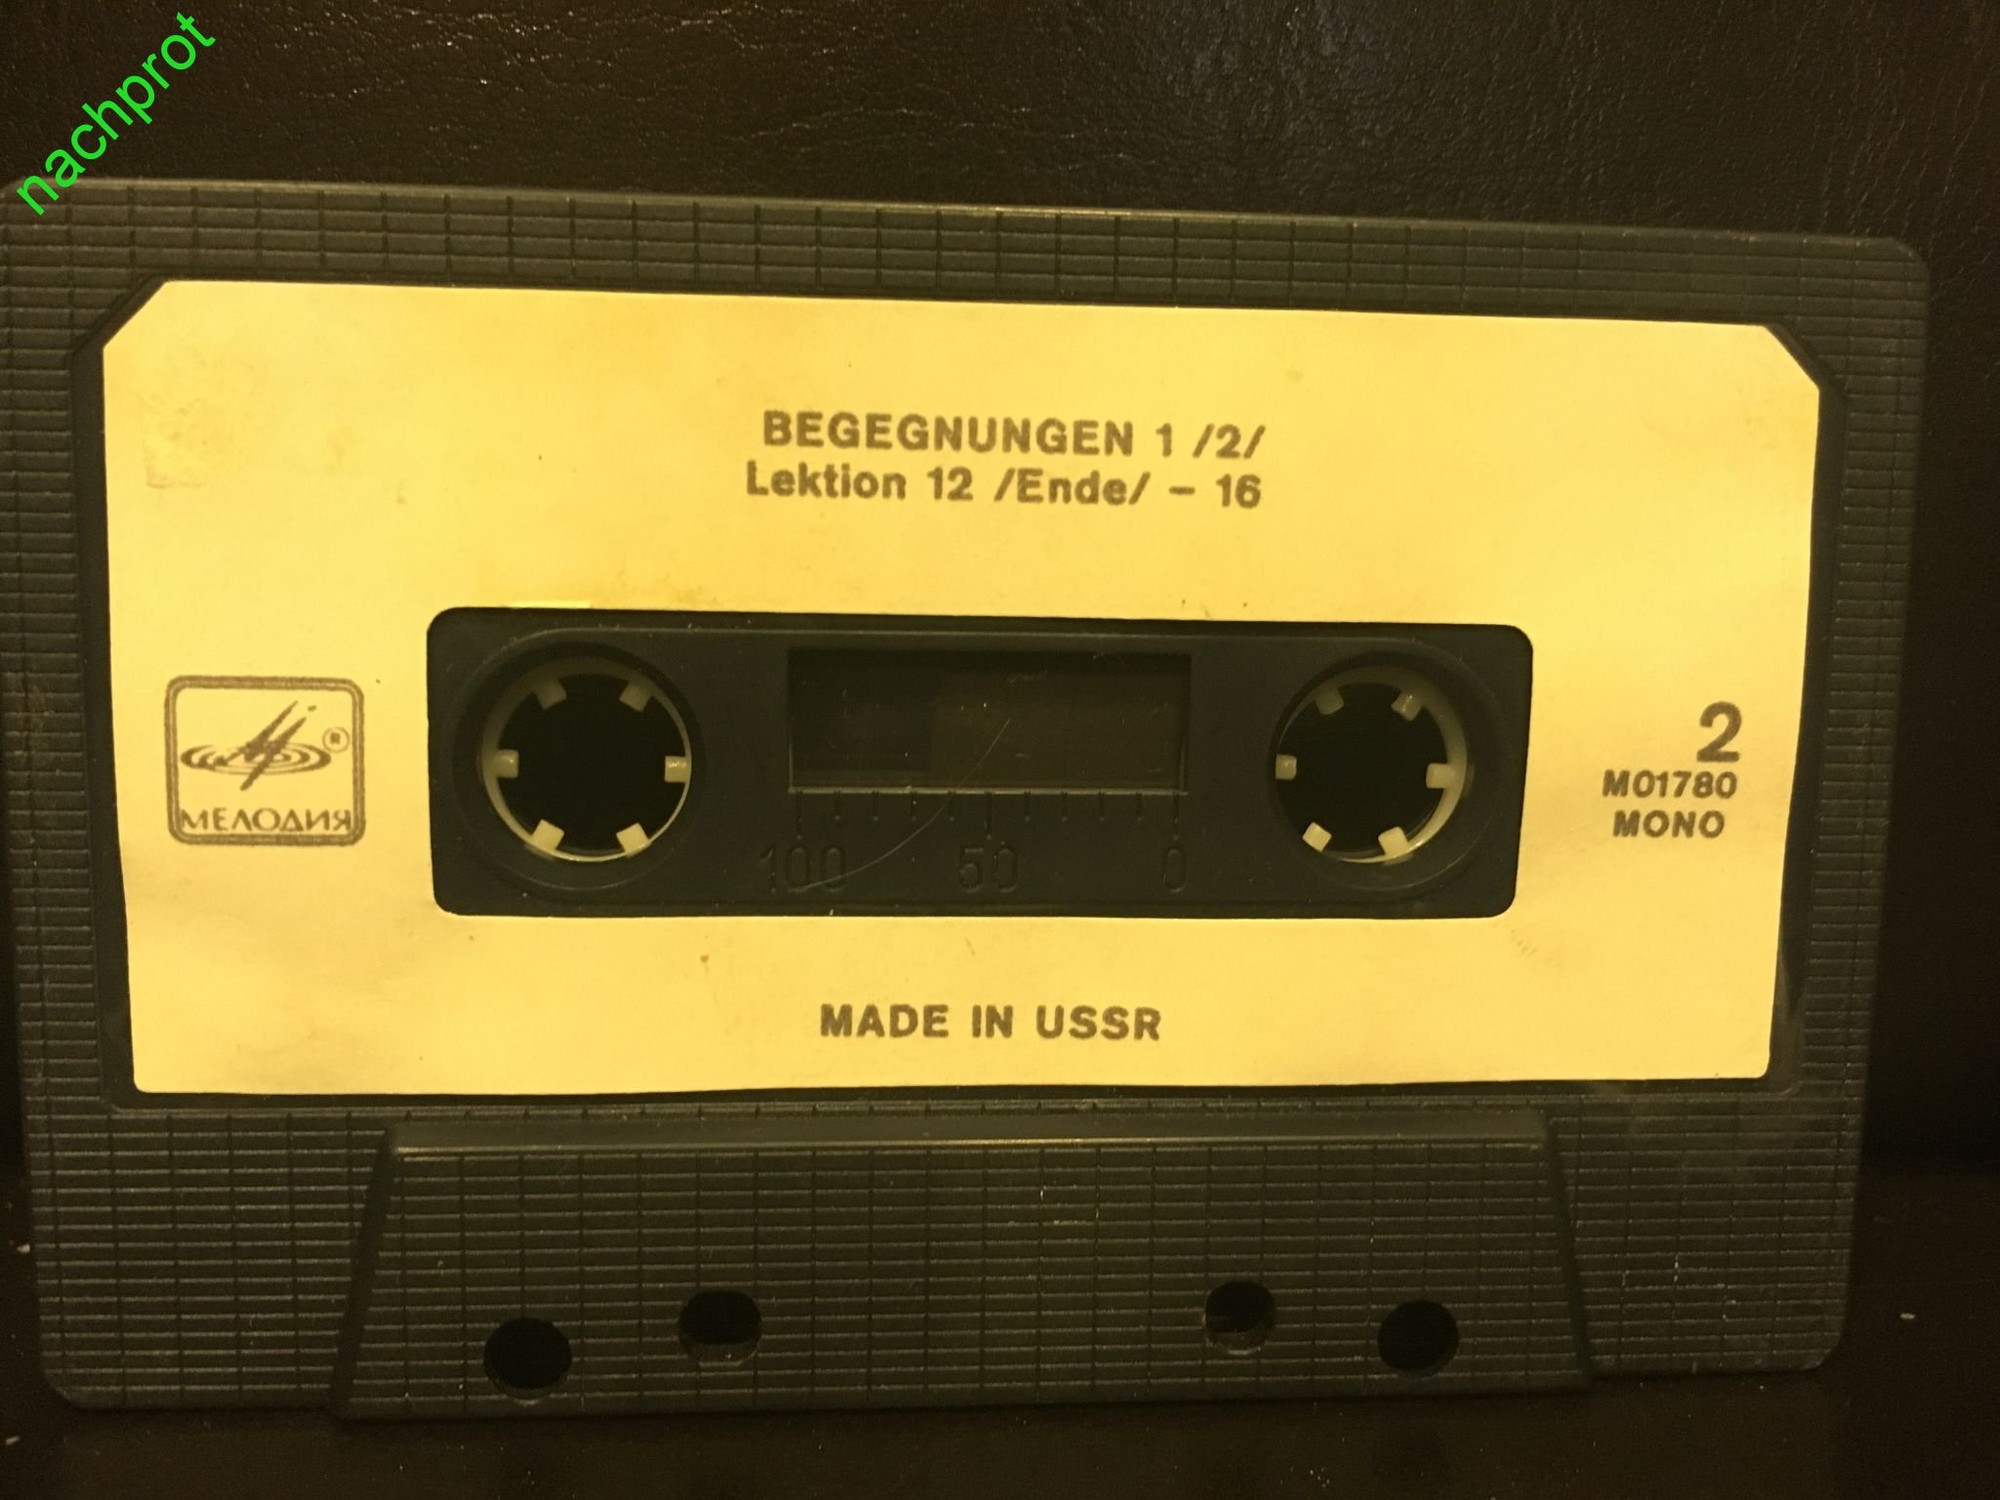 nachprot
BEGEGNUNGEN 1 /2/
Lektion 12 /Ende/ – 16
®
МЕЛОДИЯ
2
M01780
MONO
100 50 0
MADE IN USSR